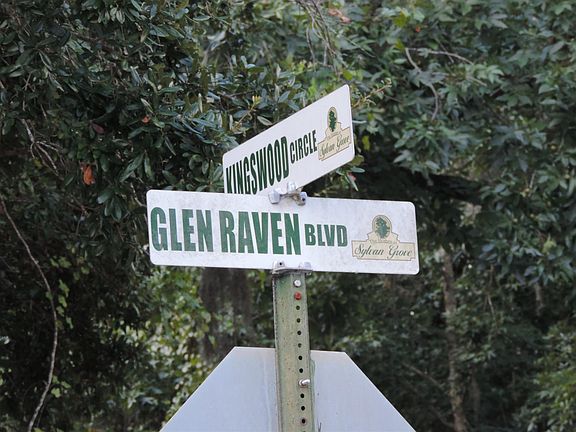 KINGSWOOD CIRCLE
Sylvan Grove
GLEN RAVEN BLVD
Sylvan Grove